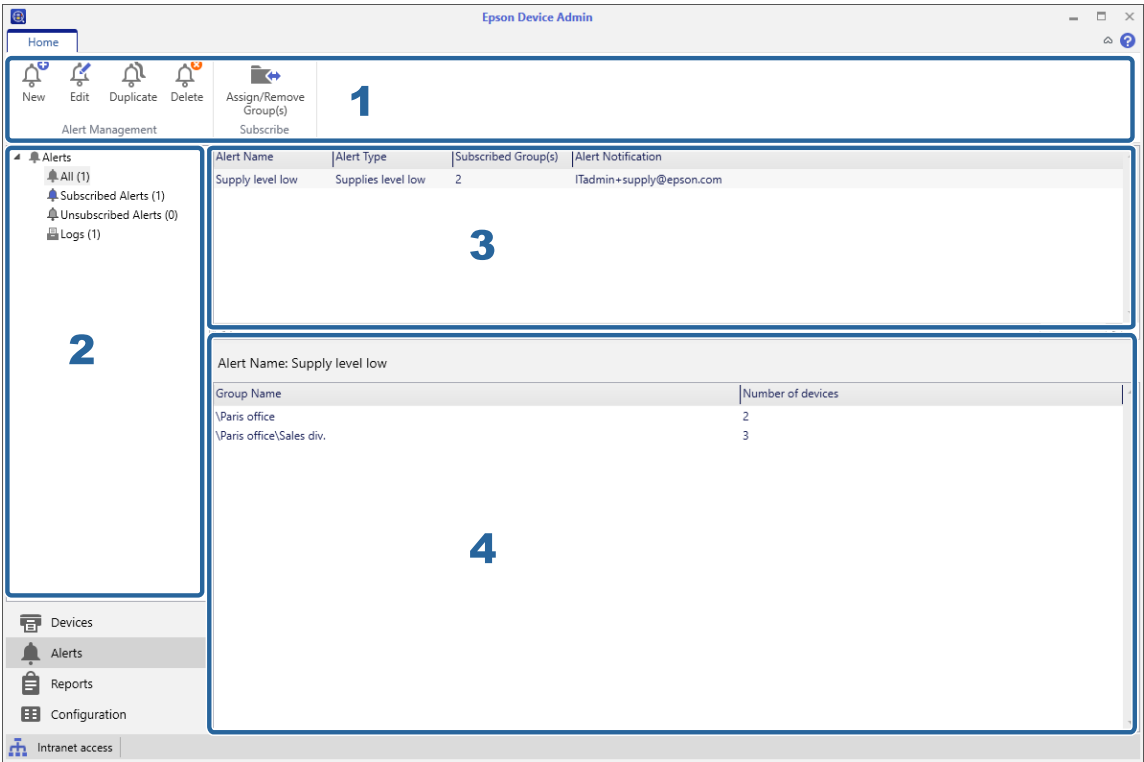 Epson Device Admin
Home
New Edit Duplicate Delete Assign/Remove Group(s)
Alert Management Subscribe
1
Alerts
All (1)
Subscribed Alerts (1)
Unsubscribed Alerts (0)
Logs (1)
2
Alert Name Alert Type Subscribed Group(s) Alert Notification
Supply level low Supplies level low 2 ITadmin+supply@epson.com
3
Alert Name: Supply level low
Group Name Number of devices
\Paris office 2
\Paris office\Sales div. 3
4
Devices
Alerts
Reports
Configuration
Intranet access